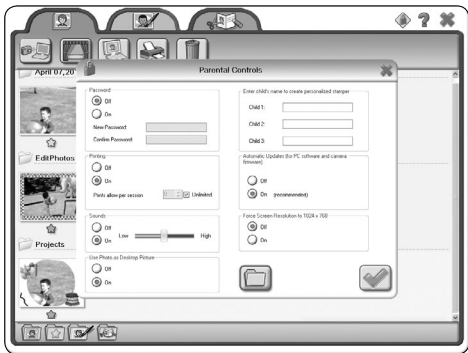 April 07,20
Parental Controls
Password
Off
On
New Password:
Confirm Password:
Printing
Off
On
Prints allow per session
0
Unlimited
Sounds
Off
On
Low
High
Use Photo as Desktop Picture
Off
On
Enter child's name to create personalized stamper
Child 1:
Child 2:
Child 3:
Automatic Updates (for PC software and camera
firmware)
Off
On (recommended)
Force Screen Resolution to 1024 x 768
Off
On
EditPhotos
Projects